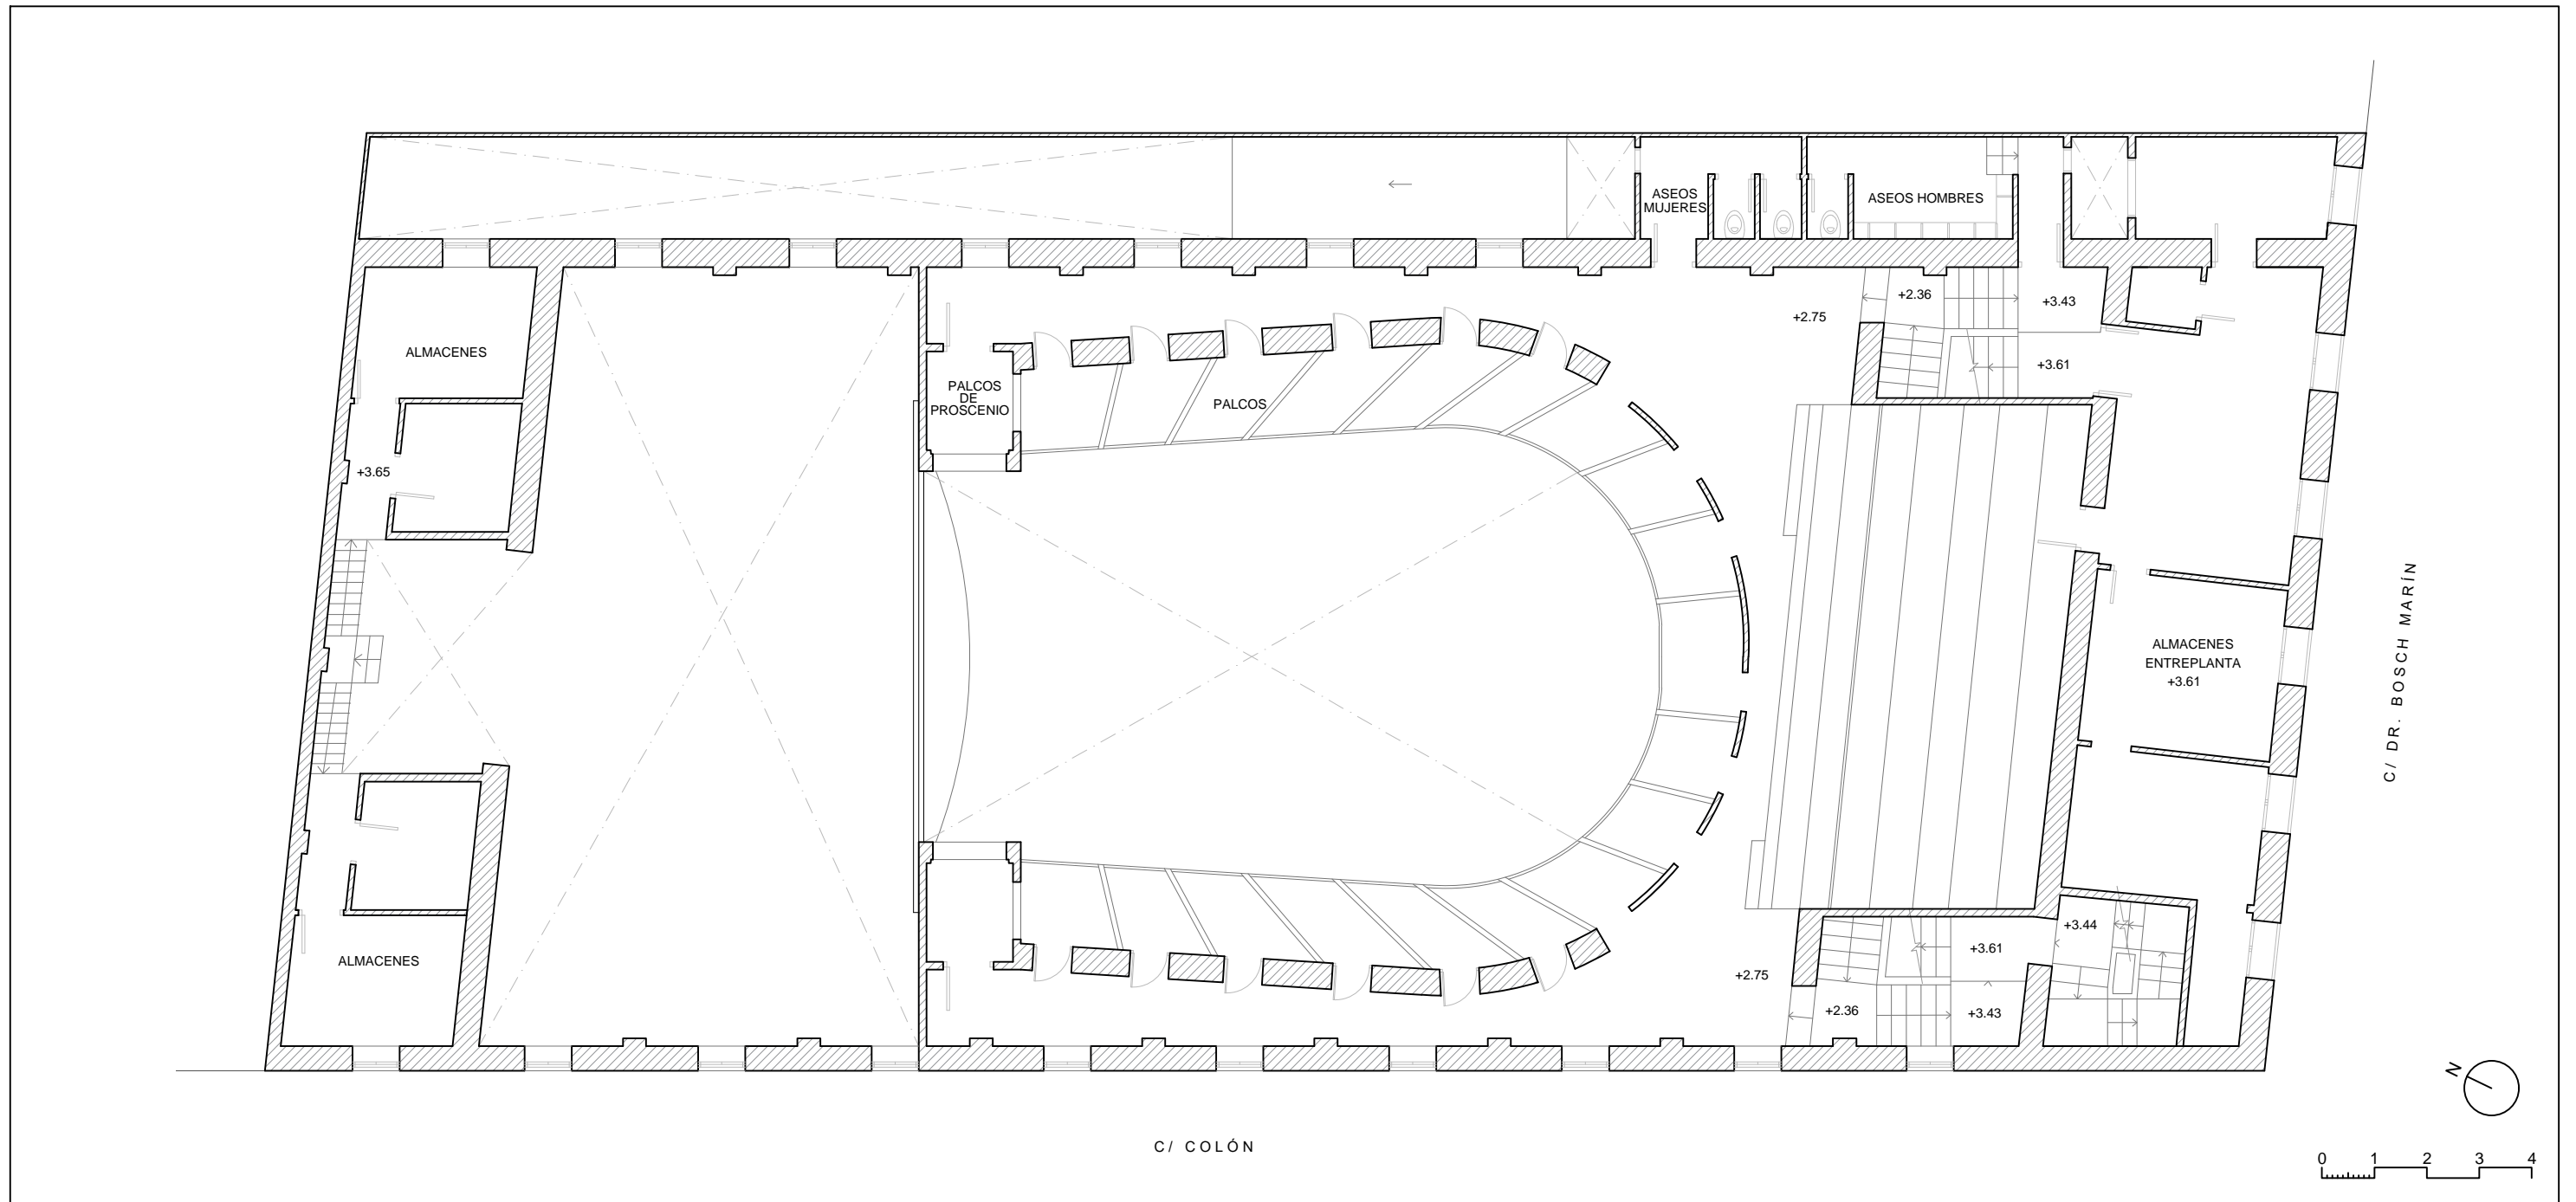 ASEOS
MUJERES
ASEOS HOMBRES
+2.36
+3.43
+2.75
+3.61
ALMACENES
PALCOS
DE
PROSCENIO
PALCOS
+3.65
C/ DR. BOSCH MARÍN
ALMACENES
ENTREPLANTA
+3.61
+3.44
+3.61
ALMACENES
+2.75
+2.36
+3.43
N
C/ COLÓN
0 1 2 3 4